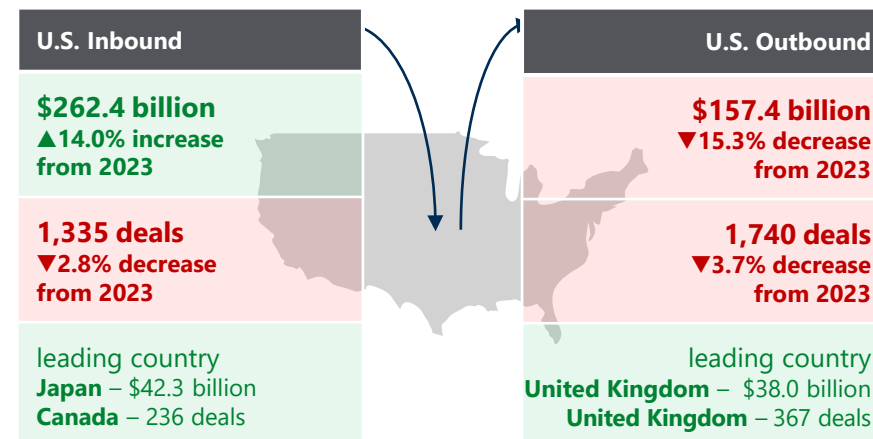 U.S. Inbound
$262.4 billion
▲14.0% increase
from 2023
1,335 deals
▼2.8% decrease
from 2023
leading country
Japan – $42.3 billion
Canada – 236 deals
U.S. Outbound
$157.4 billion
▼15.3% decrease
from 2023
1,740 deals
▼3.7% decrease
from 2023
leading country
United Kingdom – $38.0 billion
United Kingdom – 367 deals